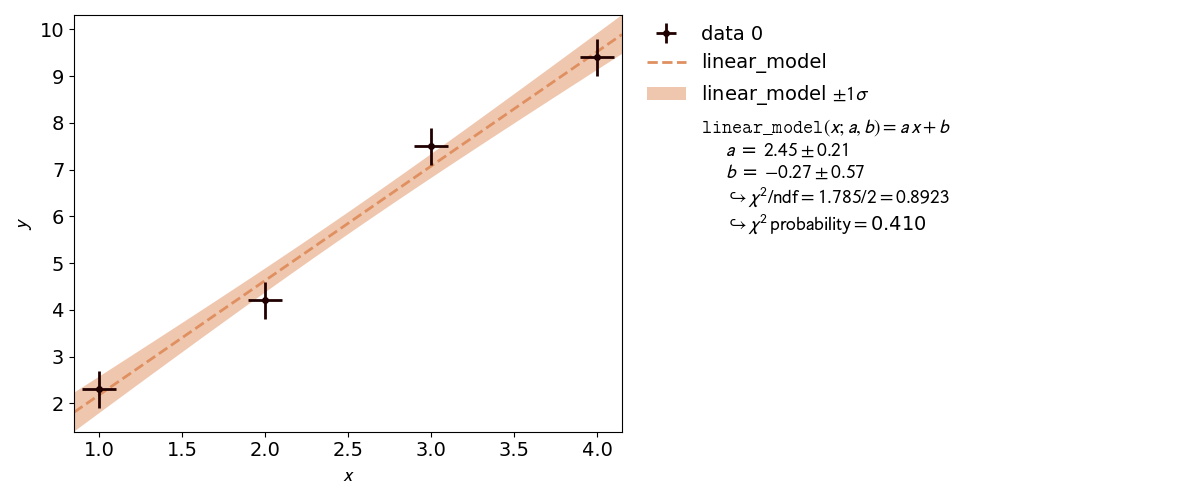 10
9
8
7
6
5
4
3
2
y
1.0 1.5 2.0 2.5 3.0 3.5 4.0
x
data 0
linear_model
linear_model ±1σ
linear_model(x; a, b) = a x + b
a = 2.45 ± 0.21
b = −0.27 ± 0.57
↪ χ²/ndf = 1.785/2 = 0.8923
↪ χ² probability = 0.410